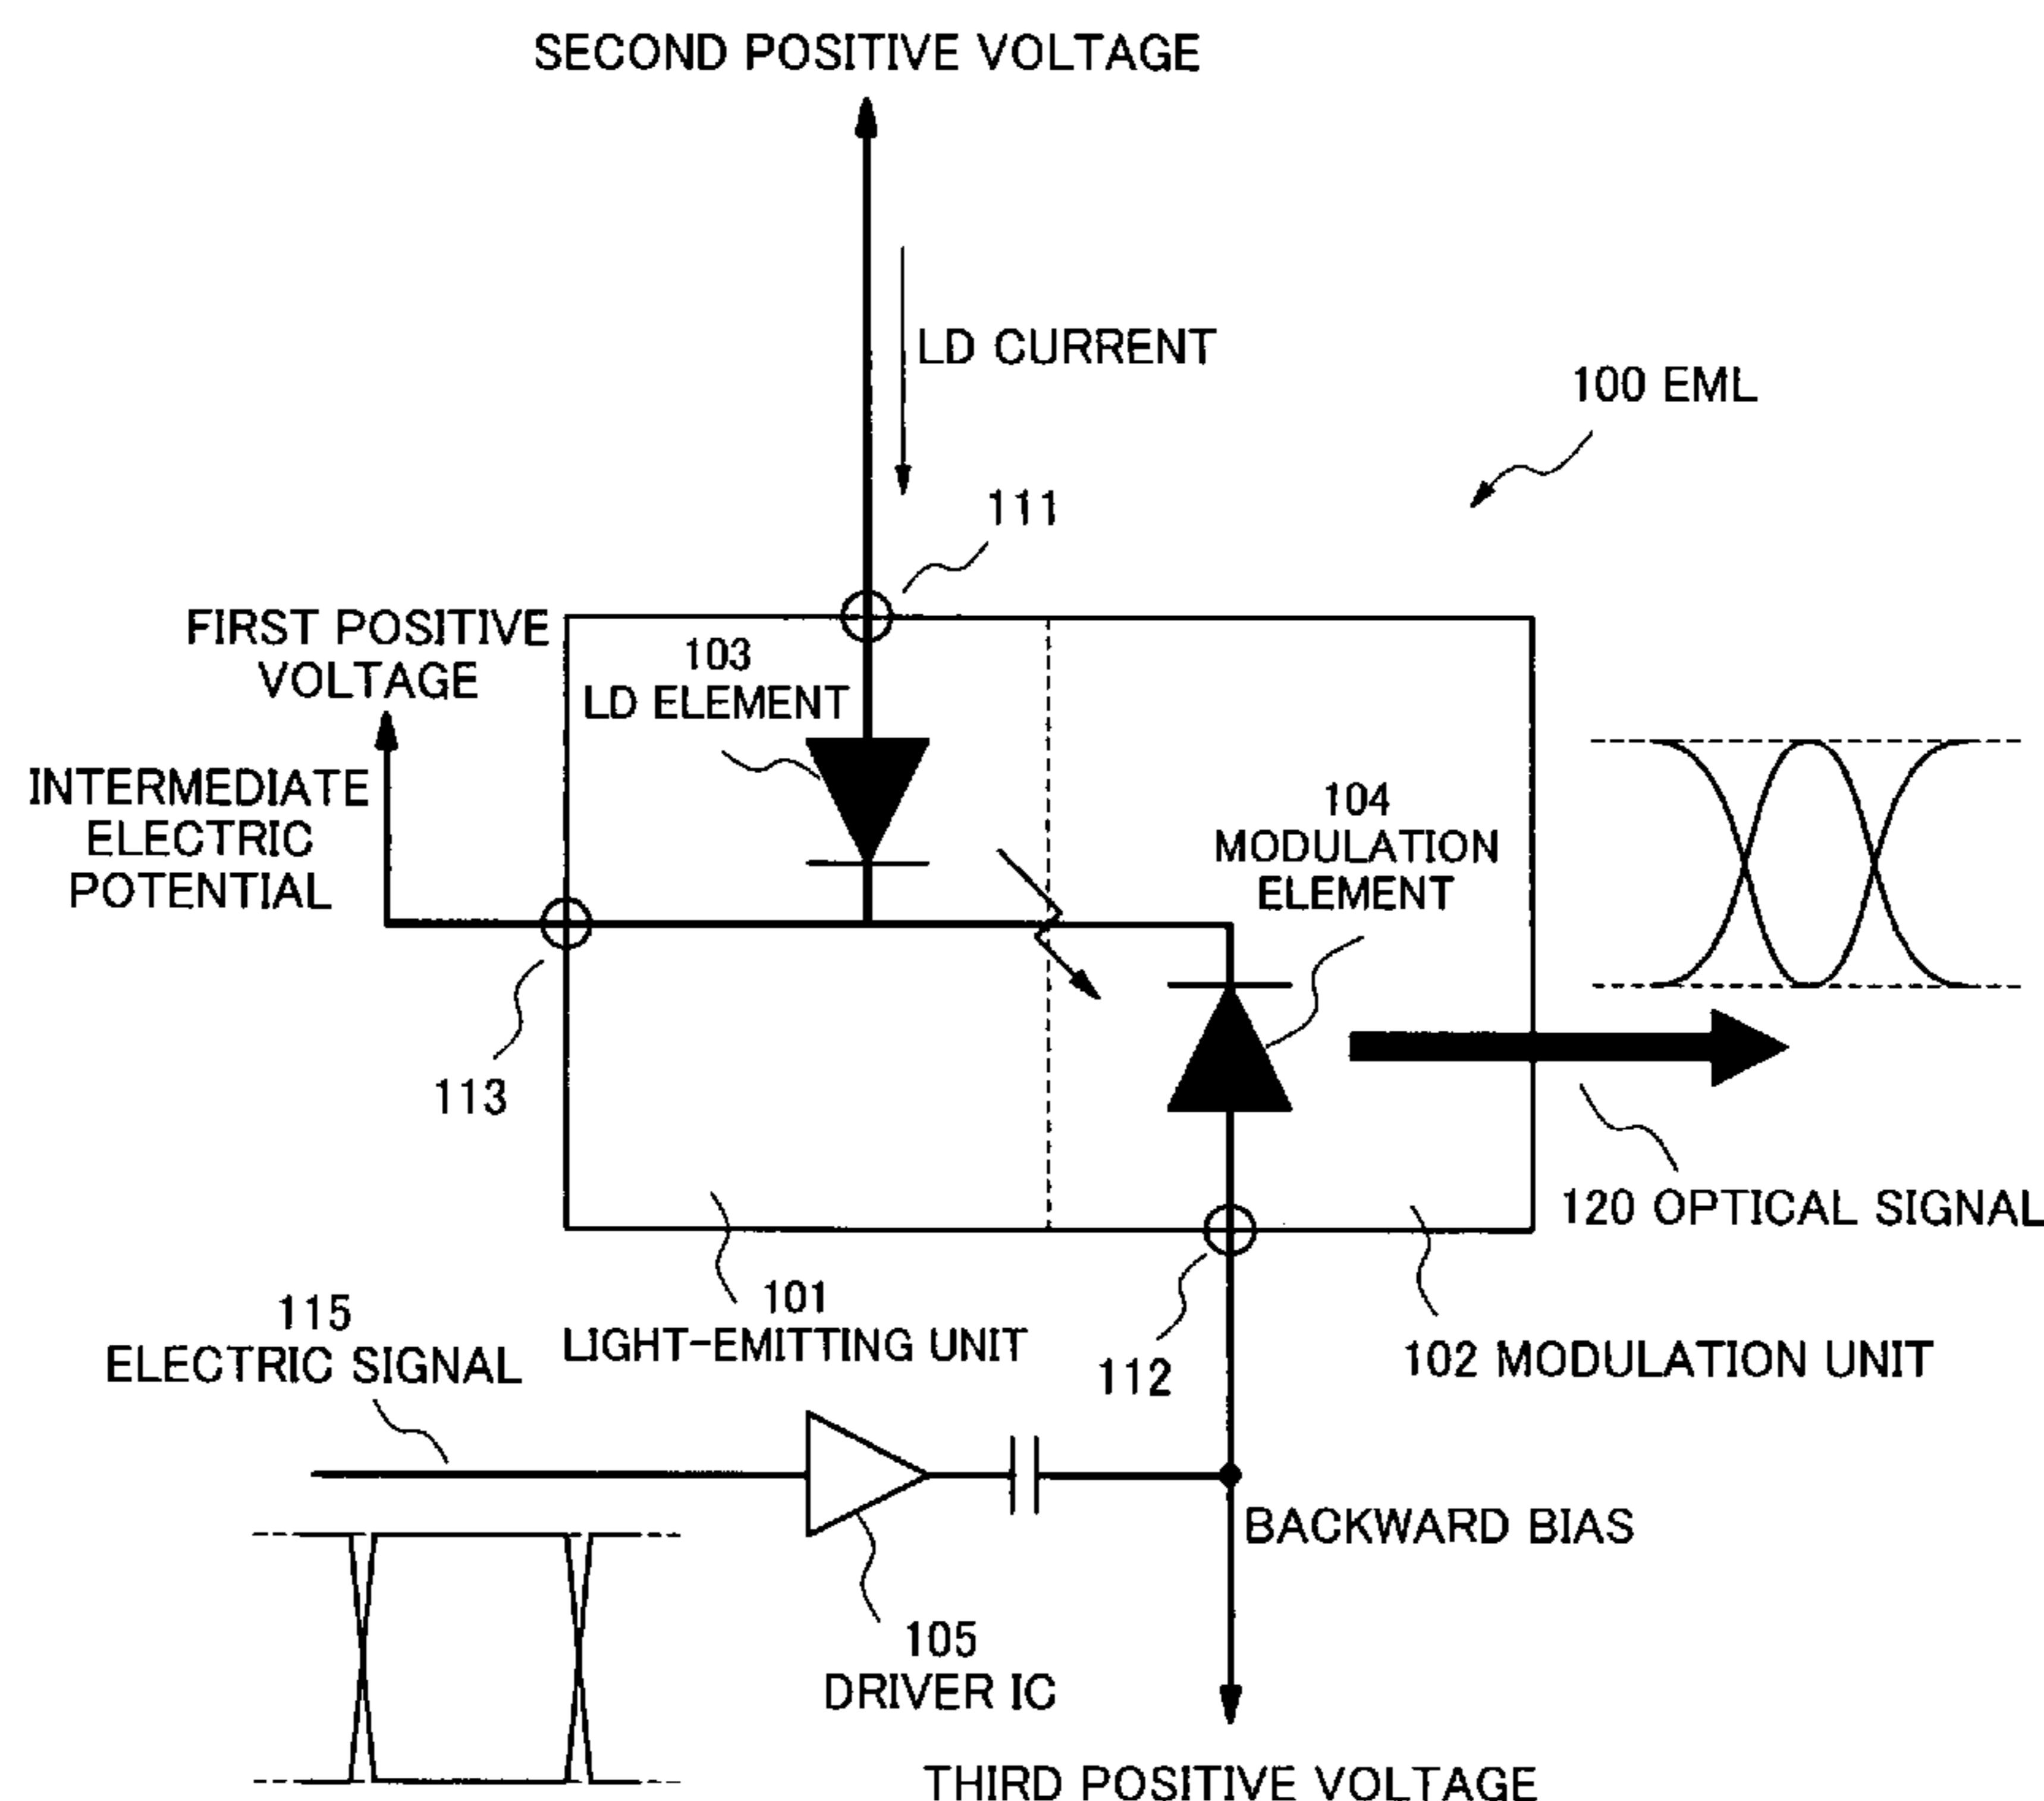 SECOND POSITIVE VOLTAGE
LD CURRENT
100 EML
111
FIRST POSITIVE
VOLTAGE
103
LD ELEMENT
INTERMEDIATE
ELECTRIC
POTENTIAL
104
MODULATION
ELEMENT
113
120 OPTICAL SIGNAL
101
LIGHT-EMITTING UNIT
115
ELECTRIC SIGNAL
112
102 MODULATION UNIT
BACKWARD BIAS
105
DRIVER IC
THIRD POSITIVE VOLTAGE